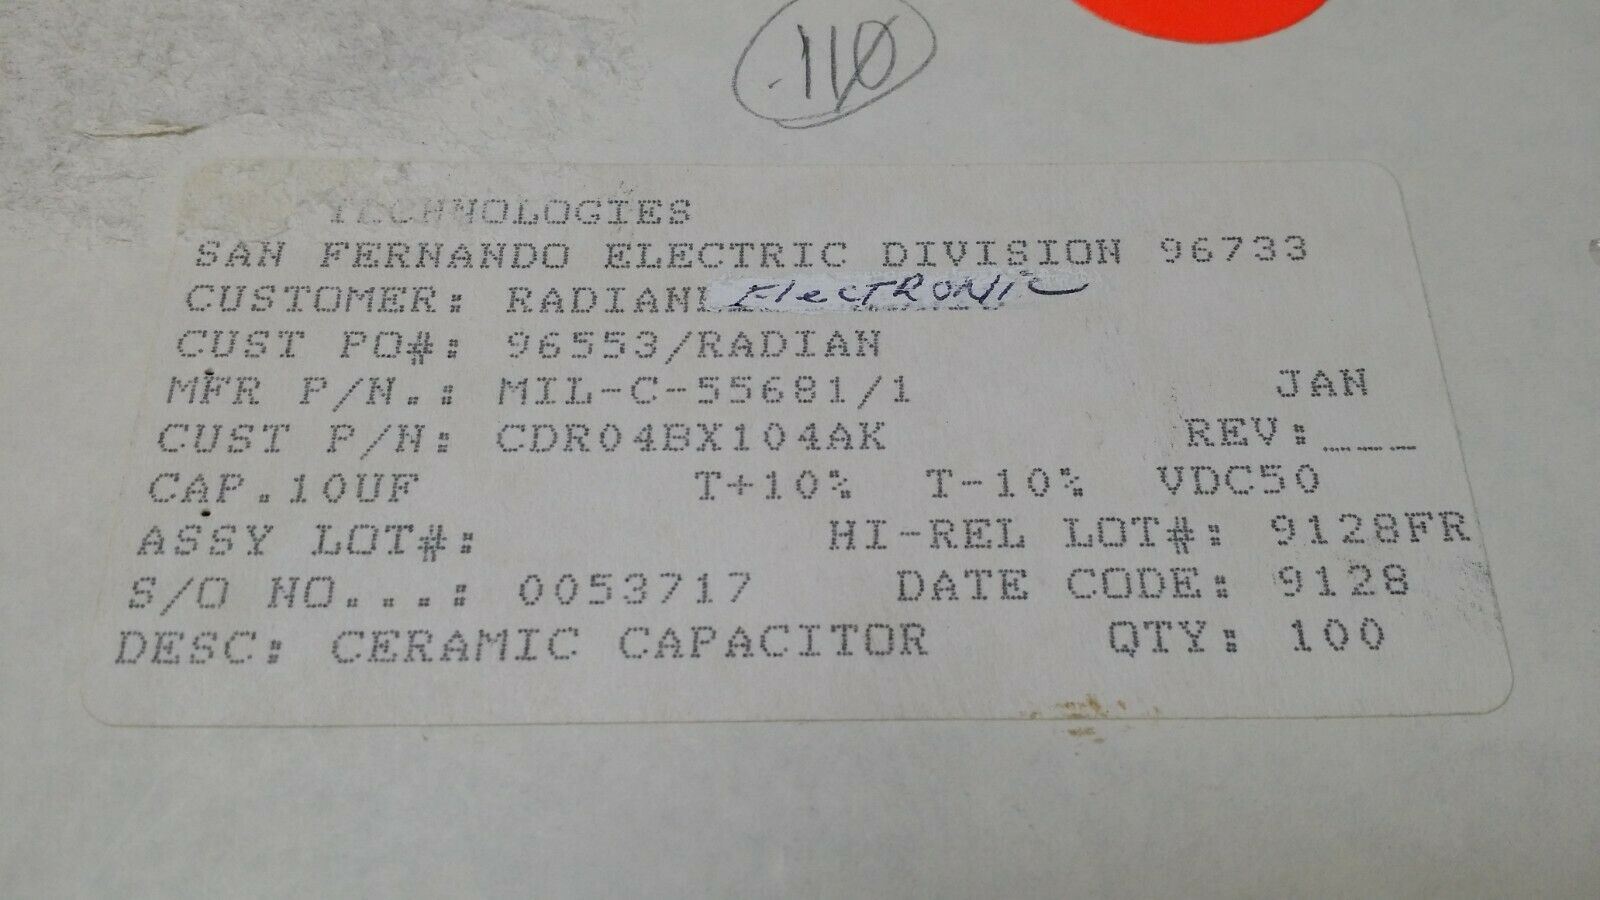 .110
TECHNOLOGIES
SAN FERNANDO ELECTRIC DIVISION 96733
CUSTOMER: RADIAN ElecTRONIC
CUST PO#: 96553/RADIAN
MFR P/N.: MIL-C-55681/1 JAN
CUST P/N: CDR04BX104AK REV:___
CAP.10UF T+10% T-10% VDC50
ASSY LOT#: HI-REL LOT#: 9128FR
S/O NO...: 0053717 DATE CODE: 9128
DESC: CERAMIC CAPACITOR QTY: 100